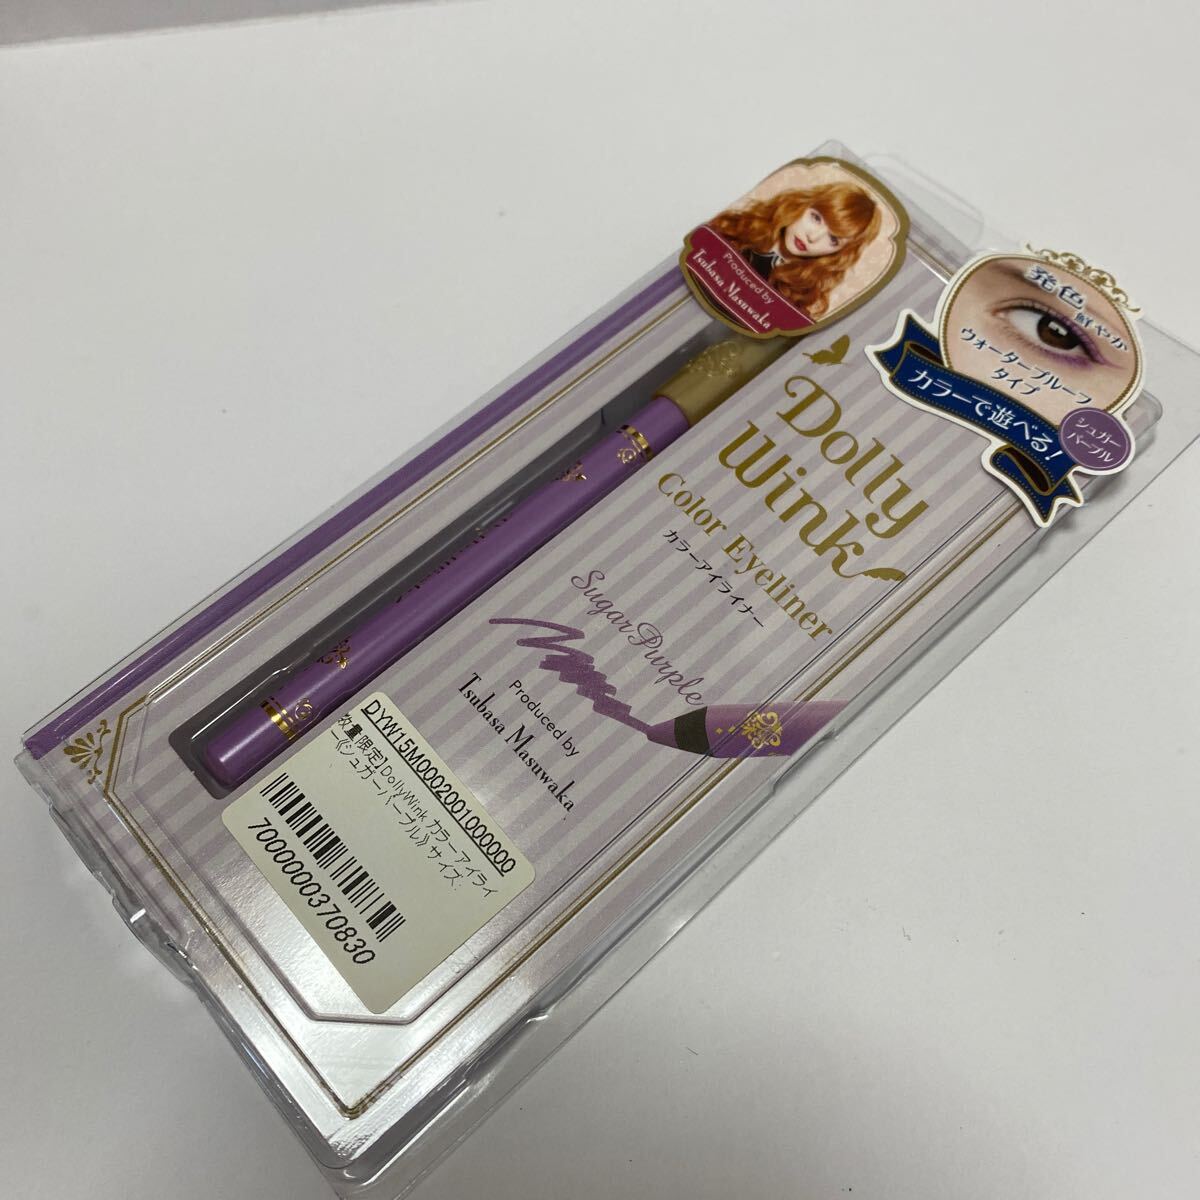 Produced by
Tsubasa Masuwaka
発色
鮮やか
ウォータープルーフ
タイプ
カラーで遊べる!
シュガー
パープル
Dolly
Wink
Color Eyeliner
カラーアイライナー
Sugar Purple
Produced by
Tsubasa Masuwaka
DYW15M0002001000000
数量限定】DollyWink カラーアイライ
ー《シュガーパープル》サイズ:
7000000370830